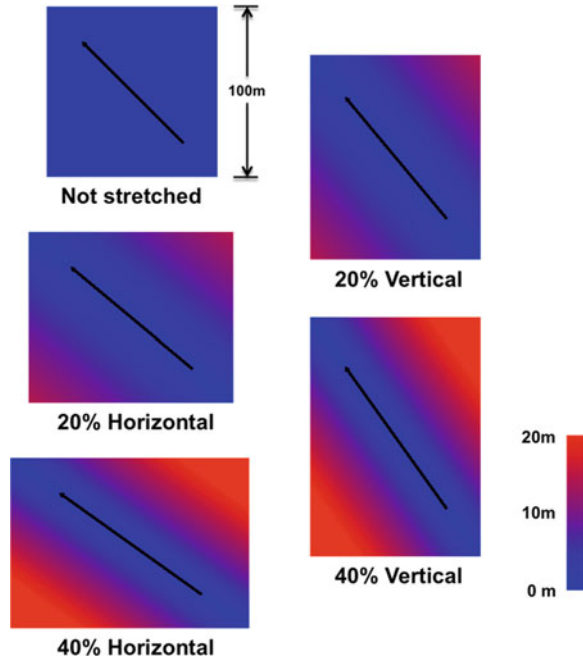 100m
Not stretched
20% Vertical
20% Horizontal
40% Vertical
40% Horizontal
20m
10m
0 m